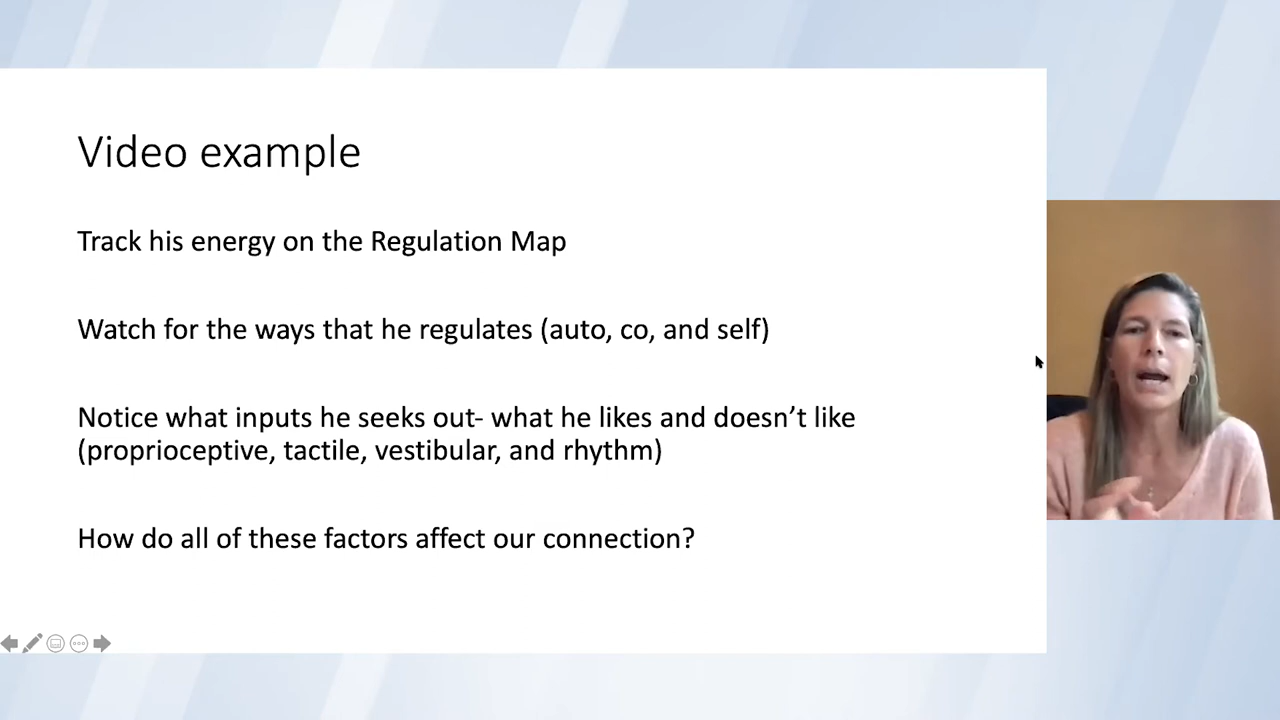 Video example
Track his energy on the Regulation Map
Watch for the ways that he regulates (auto, co, and self)
Notice what inputs he seeks out- what he likes and doesn’t like
(proprioceptive, tactile, vestibular, and rhythm)
How do all of these factors affect our connection?